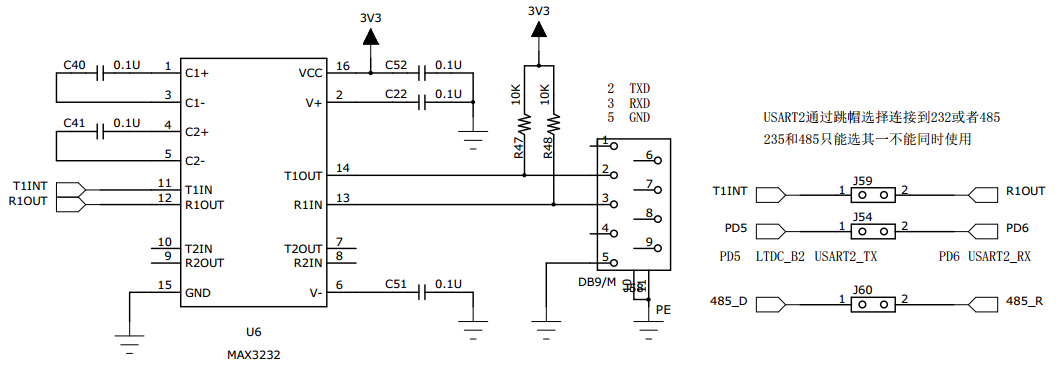 3V3
3V3
C40 0.1U
1 C1+
VCC 16
C52 0.1U
3 C1-
V+ 2
C22 0.1U
C41 0.1U
4 C2+
5 C2-
10K
10K
R47
R48
2 TXD
3 RXD
5 GND
T1OUT 14
T1INT
11 T1IN
R1OUT
12 R1OUT
R1IN 13
10 T2IN
T2OUT 7
9 R2OUT
R2IN 8
15 GND
V- 6
C51 0.1U
U6
MAX3232
1
6
2
7
3
8
4
9
5
DB9/M
J58
10
11
PE
USART2通过跳帽选择连接到232或者485
235和485只能选其一不能同时使用
T1INT 1 J59 2 R1OUT
PD5 1 J54 2 PD6
PD5 LTDC_B2 USART2_TX PD6 USART2_RX
485_D 1 J60 2 485_R